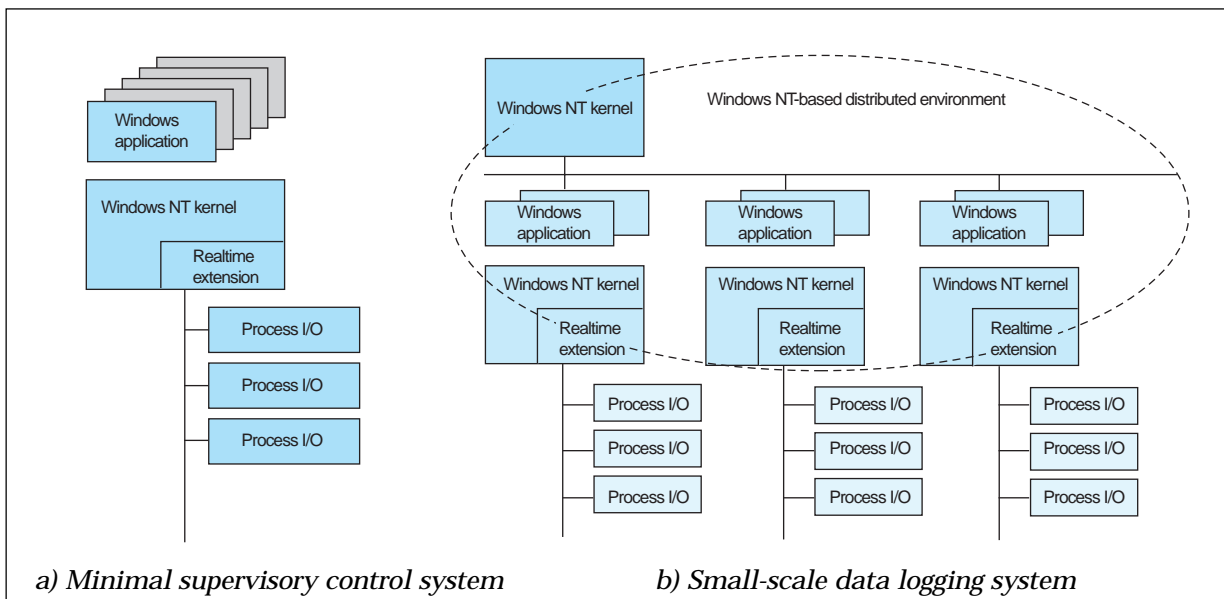 Windows
application
Windows NT kernel
Realtime
extension
Process I/O
Process I/O
Process I/O
a) Minimal supervisory control system
Windows NT kernel
Windows NT-based distributed environment
Windows
application
Windows
application
Windows
application
Windows NT kernel
Realtime
extension
Windows NT kernel
Realtime
extension
Windows NT kernel
Realtime
extension
Process I/O
Process I/O
Process I/O
Process I/O
Process I/O
Process I/O
Process I/O
Process I/O
Process I/O
b) Small-scale data logging system